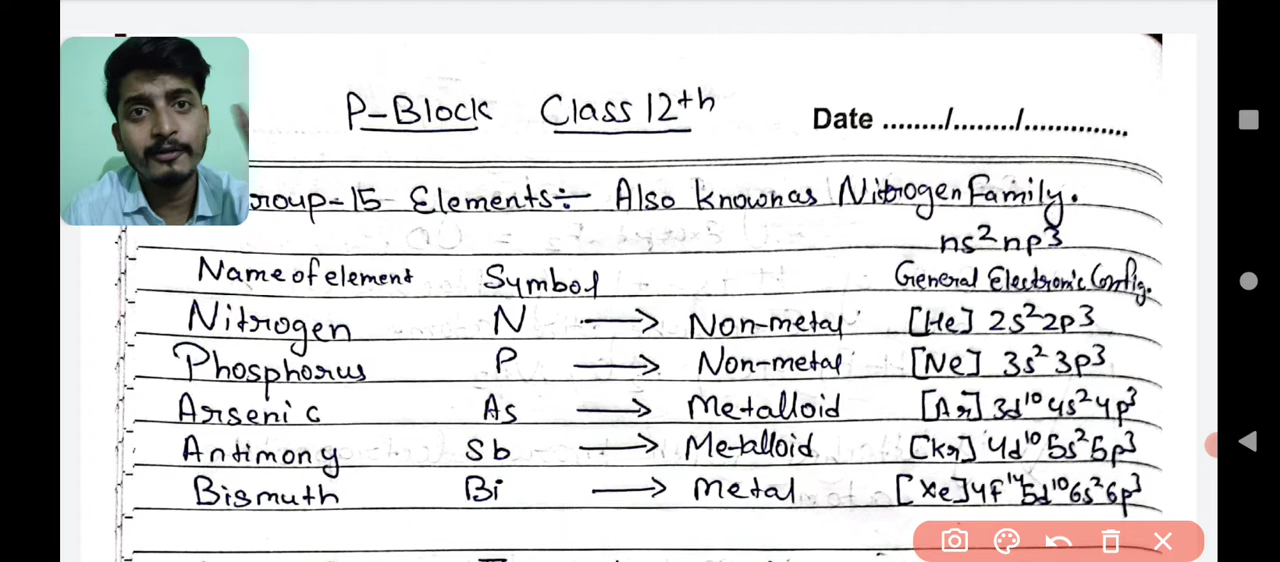 P-Block Class 12th
Date ......../......../..............
roup-15 Elements÷ Also known as Nitrogen Family.
ns²np³
Name of element Symbol General Electronic Config.
Nitrogen N → Non-metal [He] 2s²2p³
Phosphorus P → Non-metal [Ne] 3s²3p³
Arsenic As → Metalloid [Ar] 3d¹⁰4s²4p³
Antimony Sb → Metalloid [Kr] 4d¹⁰5s²5p³
Bismuth Bi → Metal [Xe]4f¹⁴5d¹⁰6s²6p³